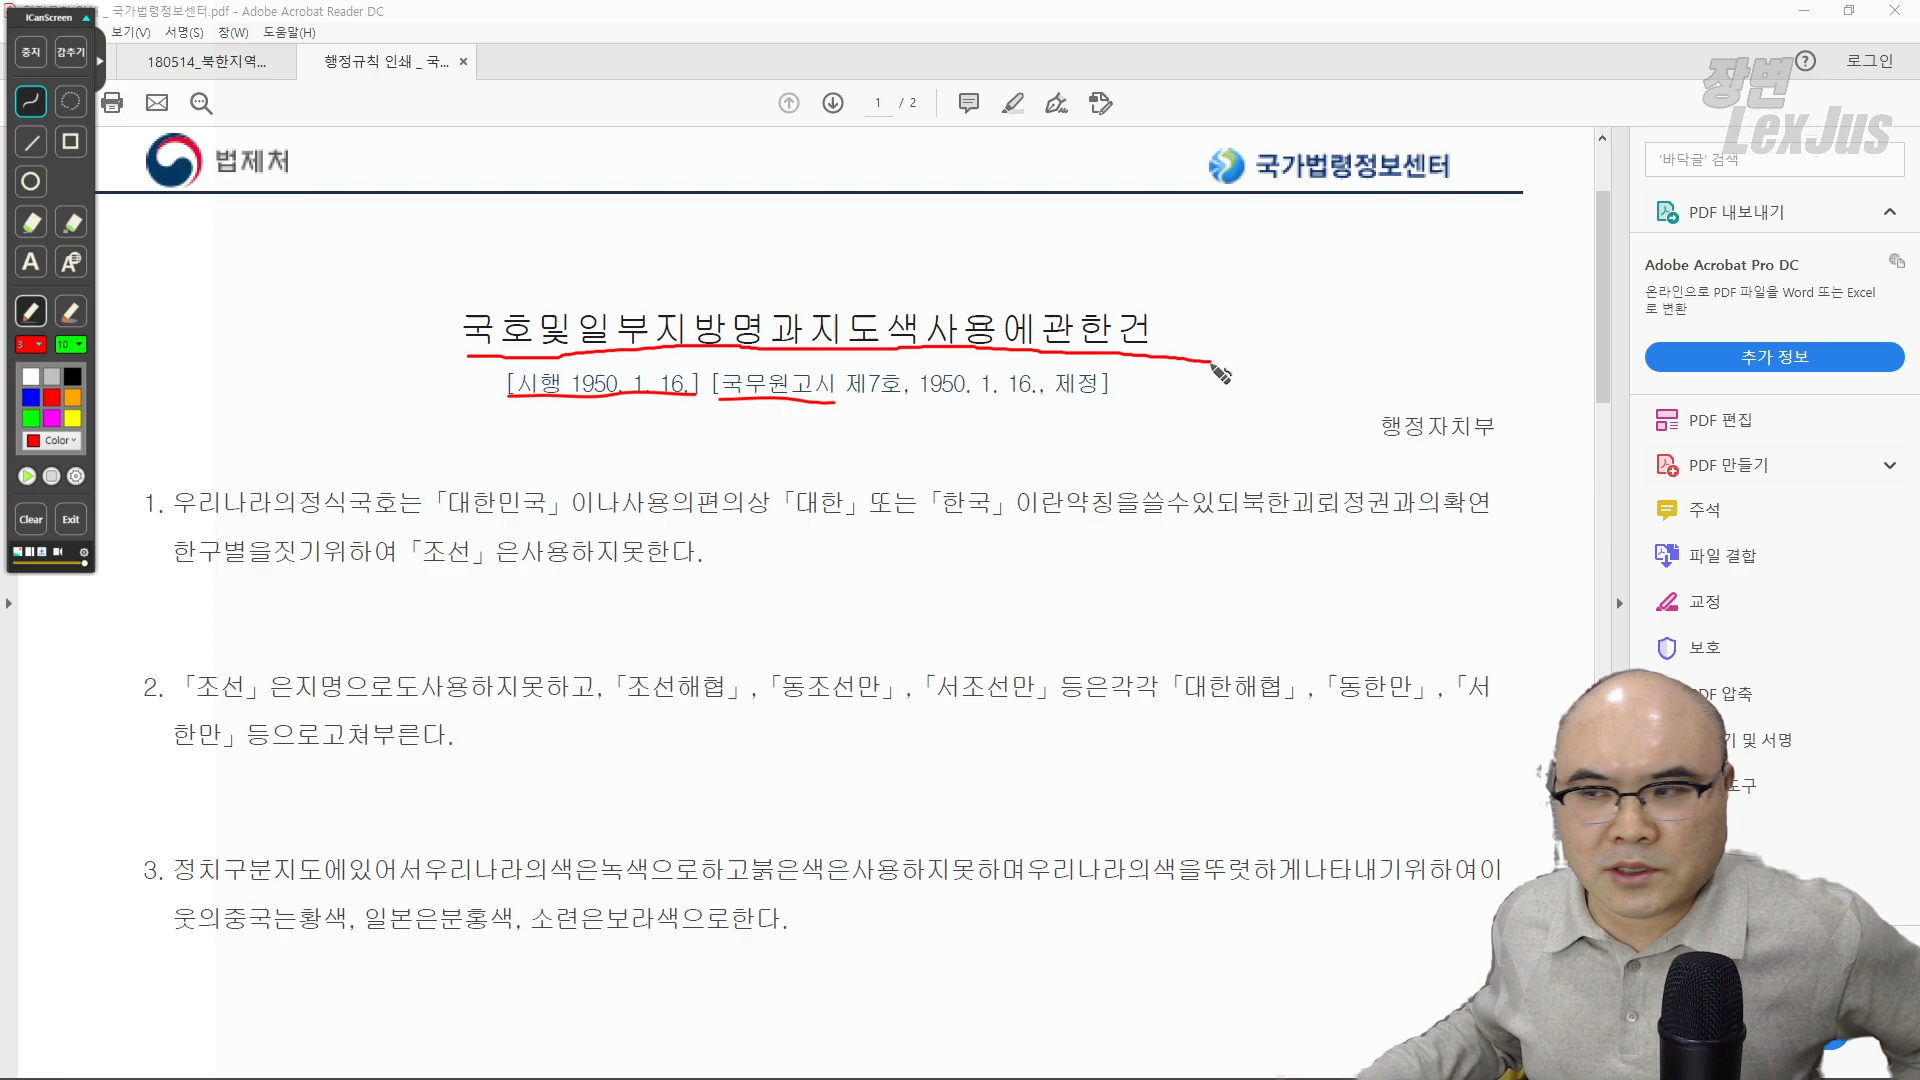 ICanScreen
_ 국가법령정보센터.pdf - Adobe Acrobat Reader DC
보기(V) 서명(S) 창(W) 도움말(H)
중지 감추기
180514_북한지역... 행정규칙 인쇄 _ 국... ×
? 로그인
장변
LexJus
1 / 2
법제처
국가법령정보센터
'바닥글' 검색
PDF 내보내기
Adobe Acrobat Pro DC
온라인으로 PDF 파일을 Word 또는 Excel
로 변환
추가 정보
국호및일부지방명과지도색사용에관한건
[시행 1950. 1. 16.] [국무원고시 제7호, 1950. 1. 16., 제정]
행정자치부
A A
3 10
Color
Clear Exit
PDF 편집
PDF 만들기
주석
파일 결합
교정
보호
PDF 압축
기 및 서명
도구
1. 우리나라의정식국호는「대한민국」이나사용의편의상「대한」또는「한국」이란약칭을쓸수있되북한괴뢰정권과의확연
한구별을짓기위하여「조선」은사용하지못한다.
2. 「조선」은지명으로도사용하지못하고,「조선해협」,「동조선만」,「서조선만」등은각각「대한해협」,「동한만」,「서
한만」등으로고쳐부른다.
3. 정치구분지도에있어서우리나라의색은녹색으로하고붉은색은사용하지못하며우리나라의색을뚜렷하게나타내기위하여이
웃의중국는황색, 일본은분홍색, 소련은보라색으로한다.